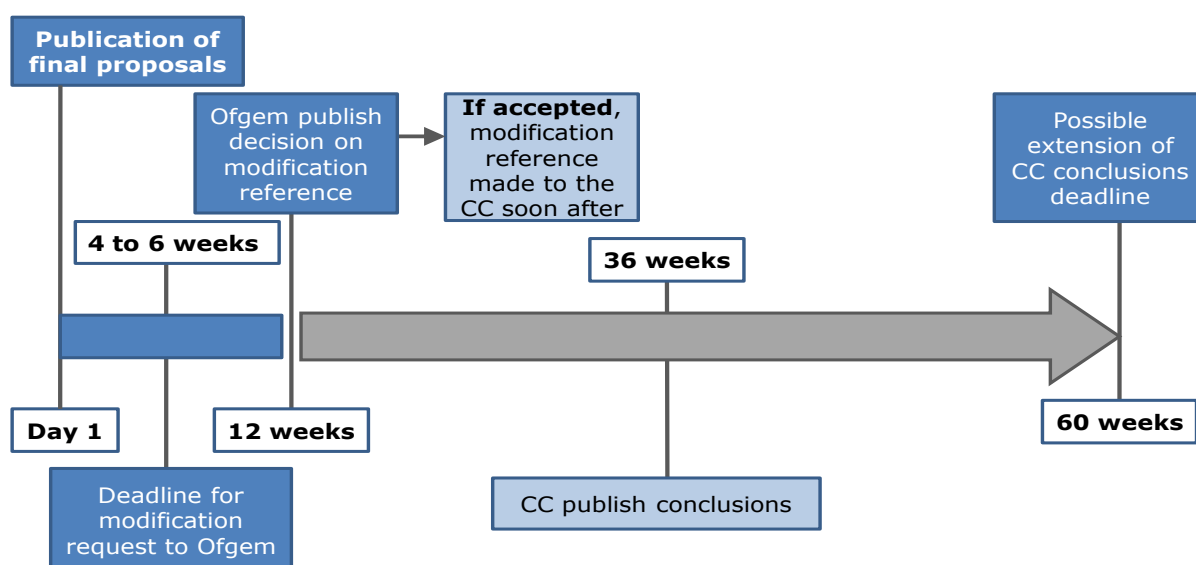 Publication of
final proposals
Ofgem publish
decision on
modification
reference
If accepted,
modification
reference
made to the
CC soon after
Possible
extension of
CC conclusions
deadline
4 to 6 weeks
36 weeks
Day 1
12 weeks
60 weeks
Deadline for
modification
request to Ofgem
CC publish conclusions